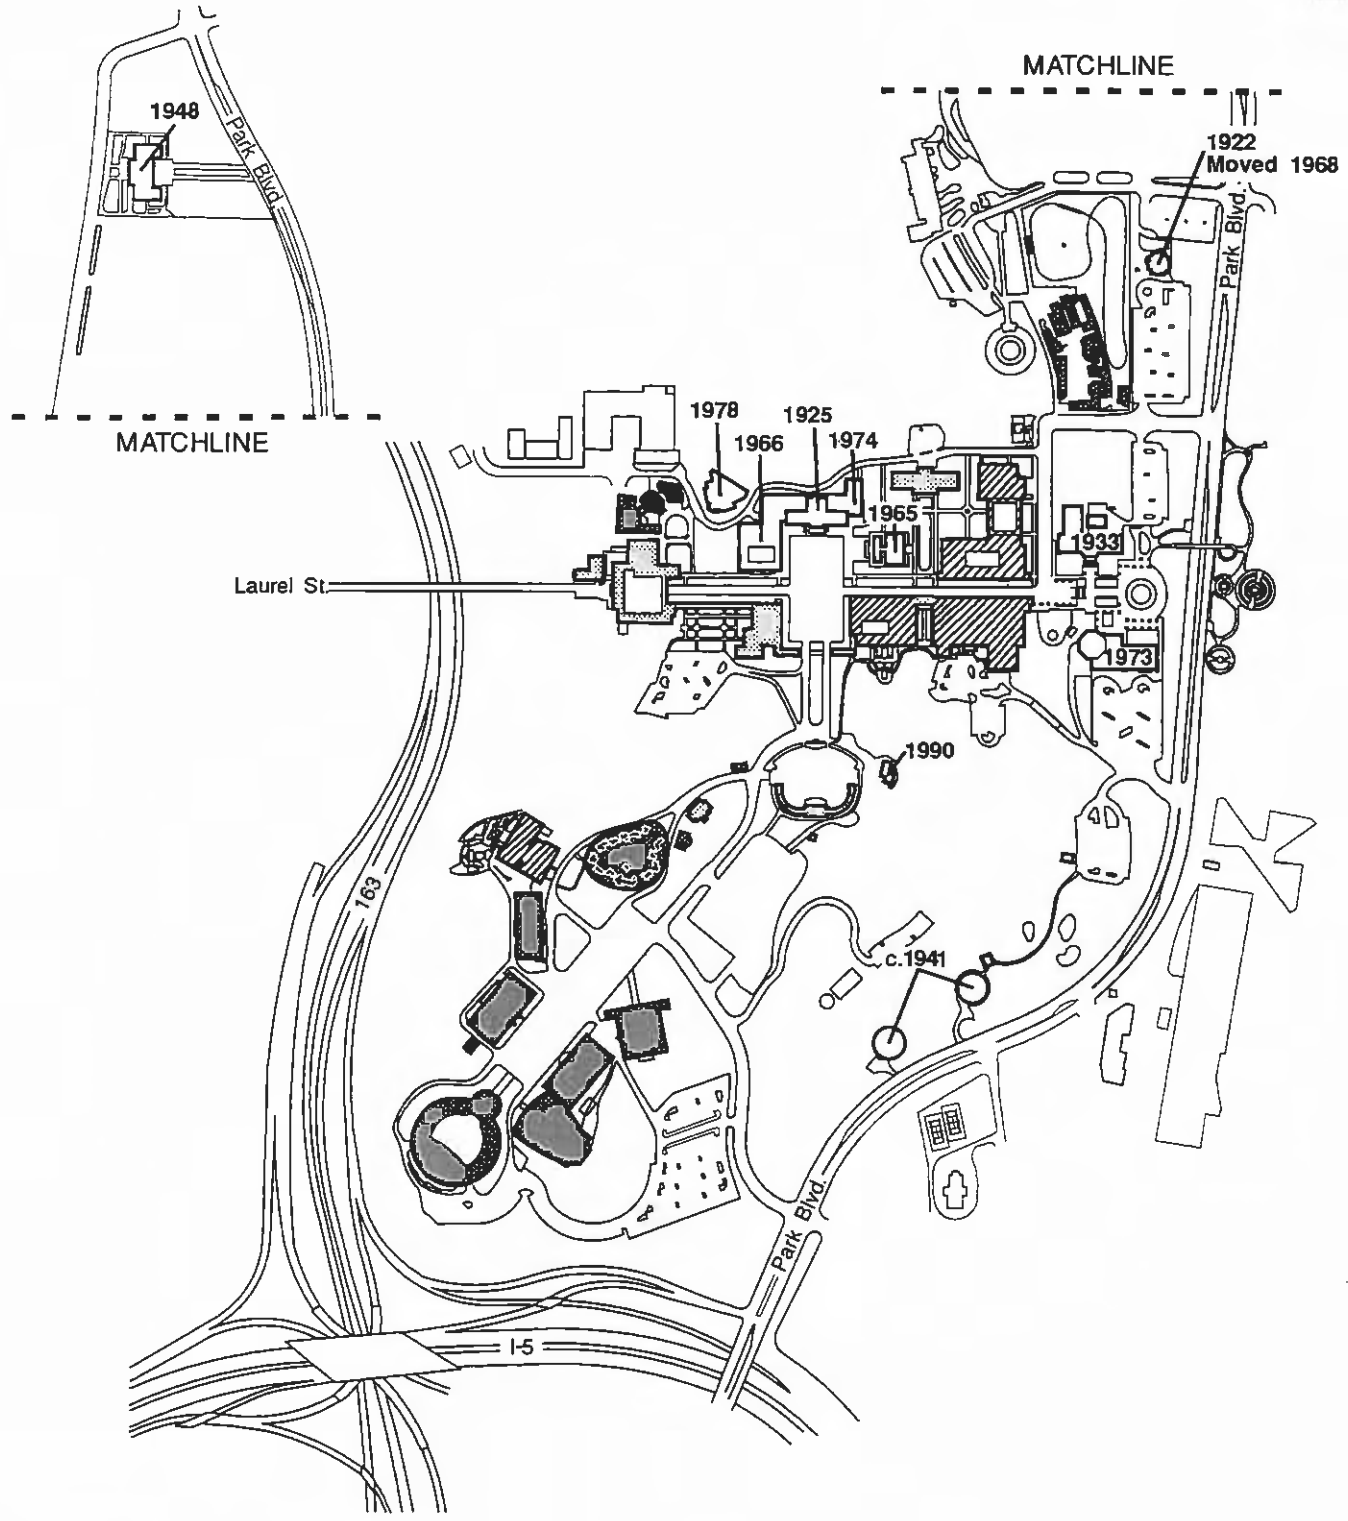 MATCHLINE
1948
Park Blvd.
1922
Moved 1968
Park Blvd.
MATCHLINE
1978
1925
1966
1974
1965
1933
Laurel St.
1973
1990
163
c.1941
Park Blvd.
I-5